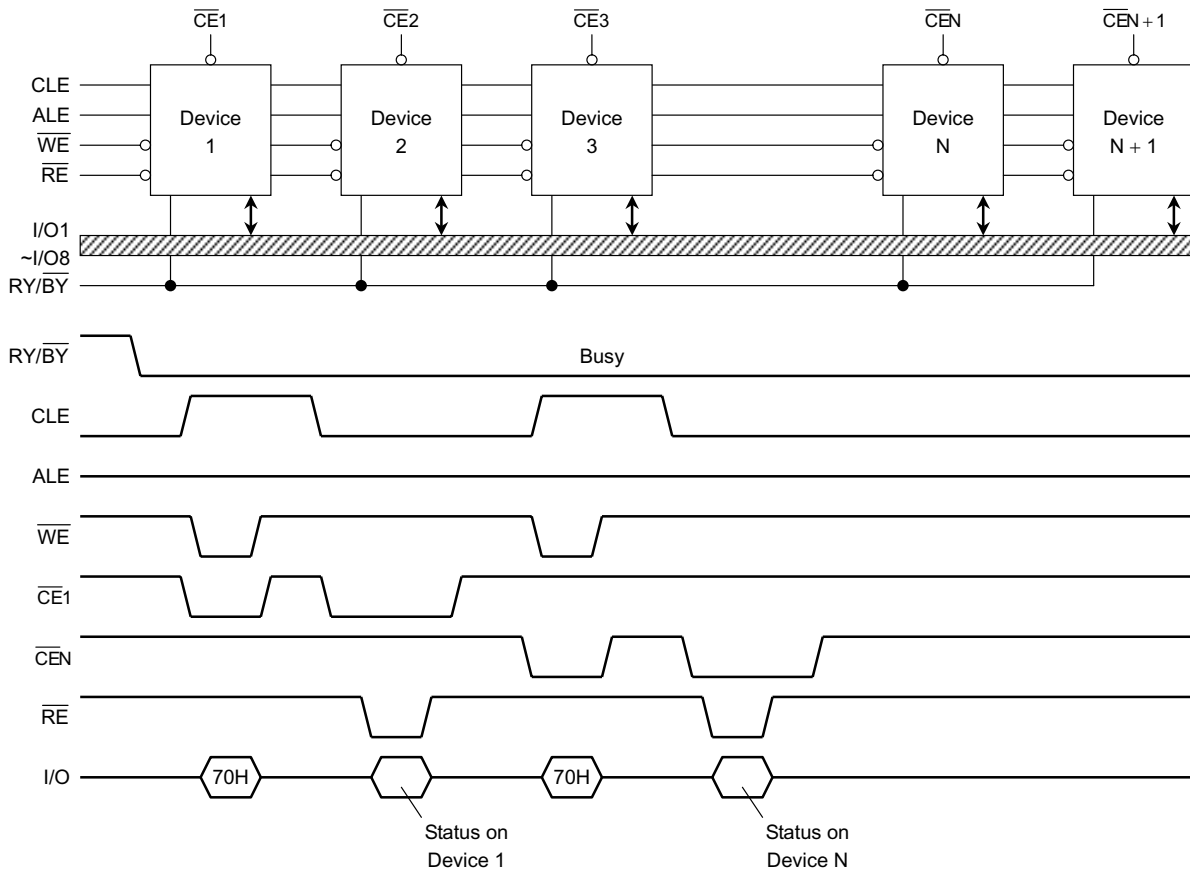 CE1 CE2 CE3 CEN CEN + 1
CLE
ALE
WE
RE
Device
1
Device
2
Device
3
Device
N
Device
N + 1
I/O1
~I/O8
RY/BY
RY/BY
Busy
CLE
ALE
WE
CE1
CEN
RE
I/O
70H
70H
Status on
Device 1
Status on
Device N